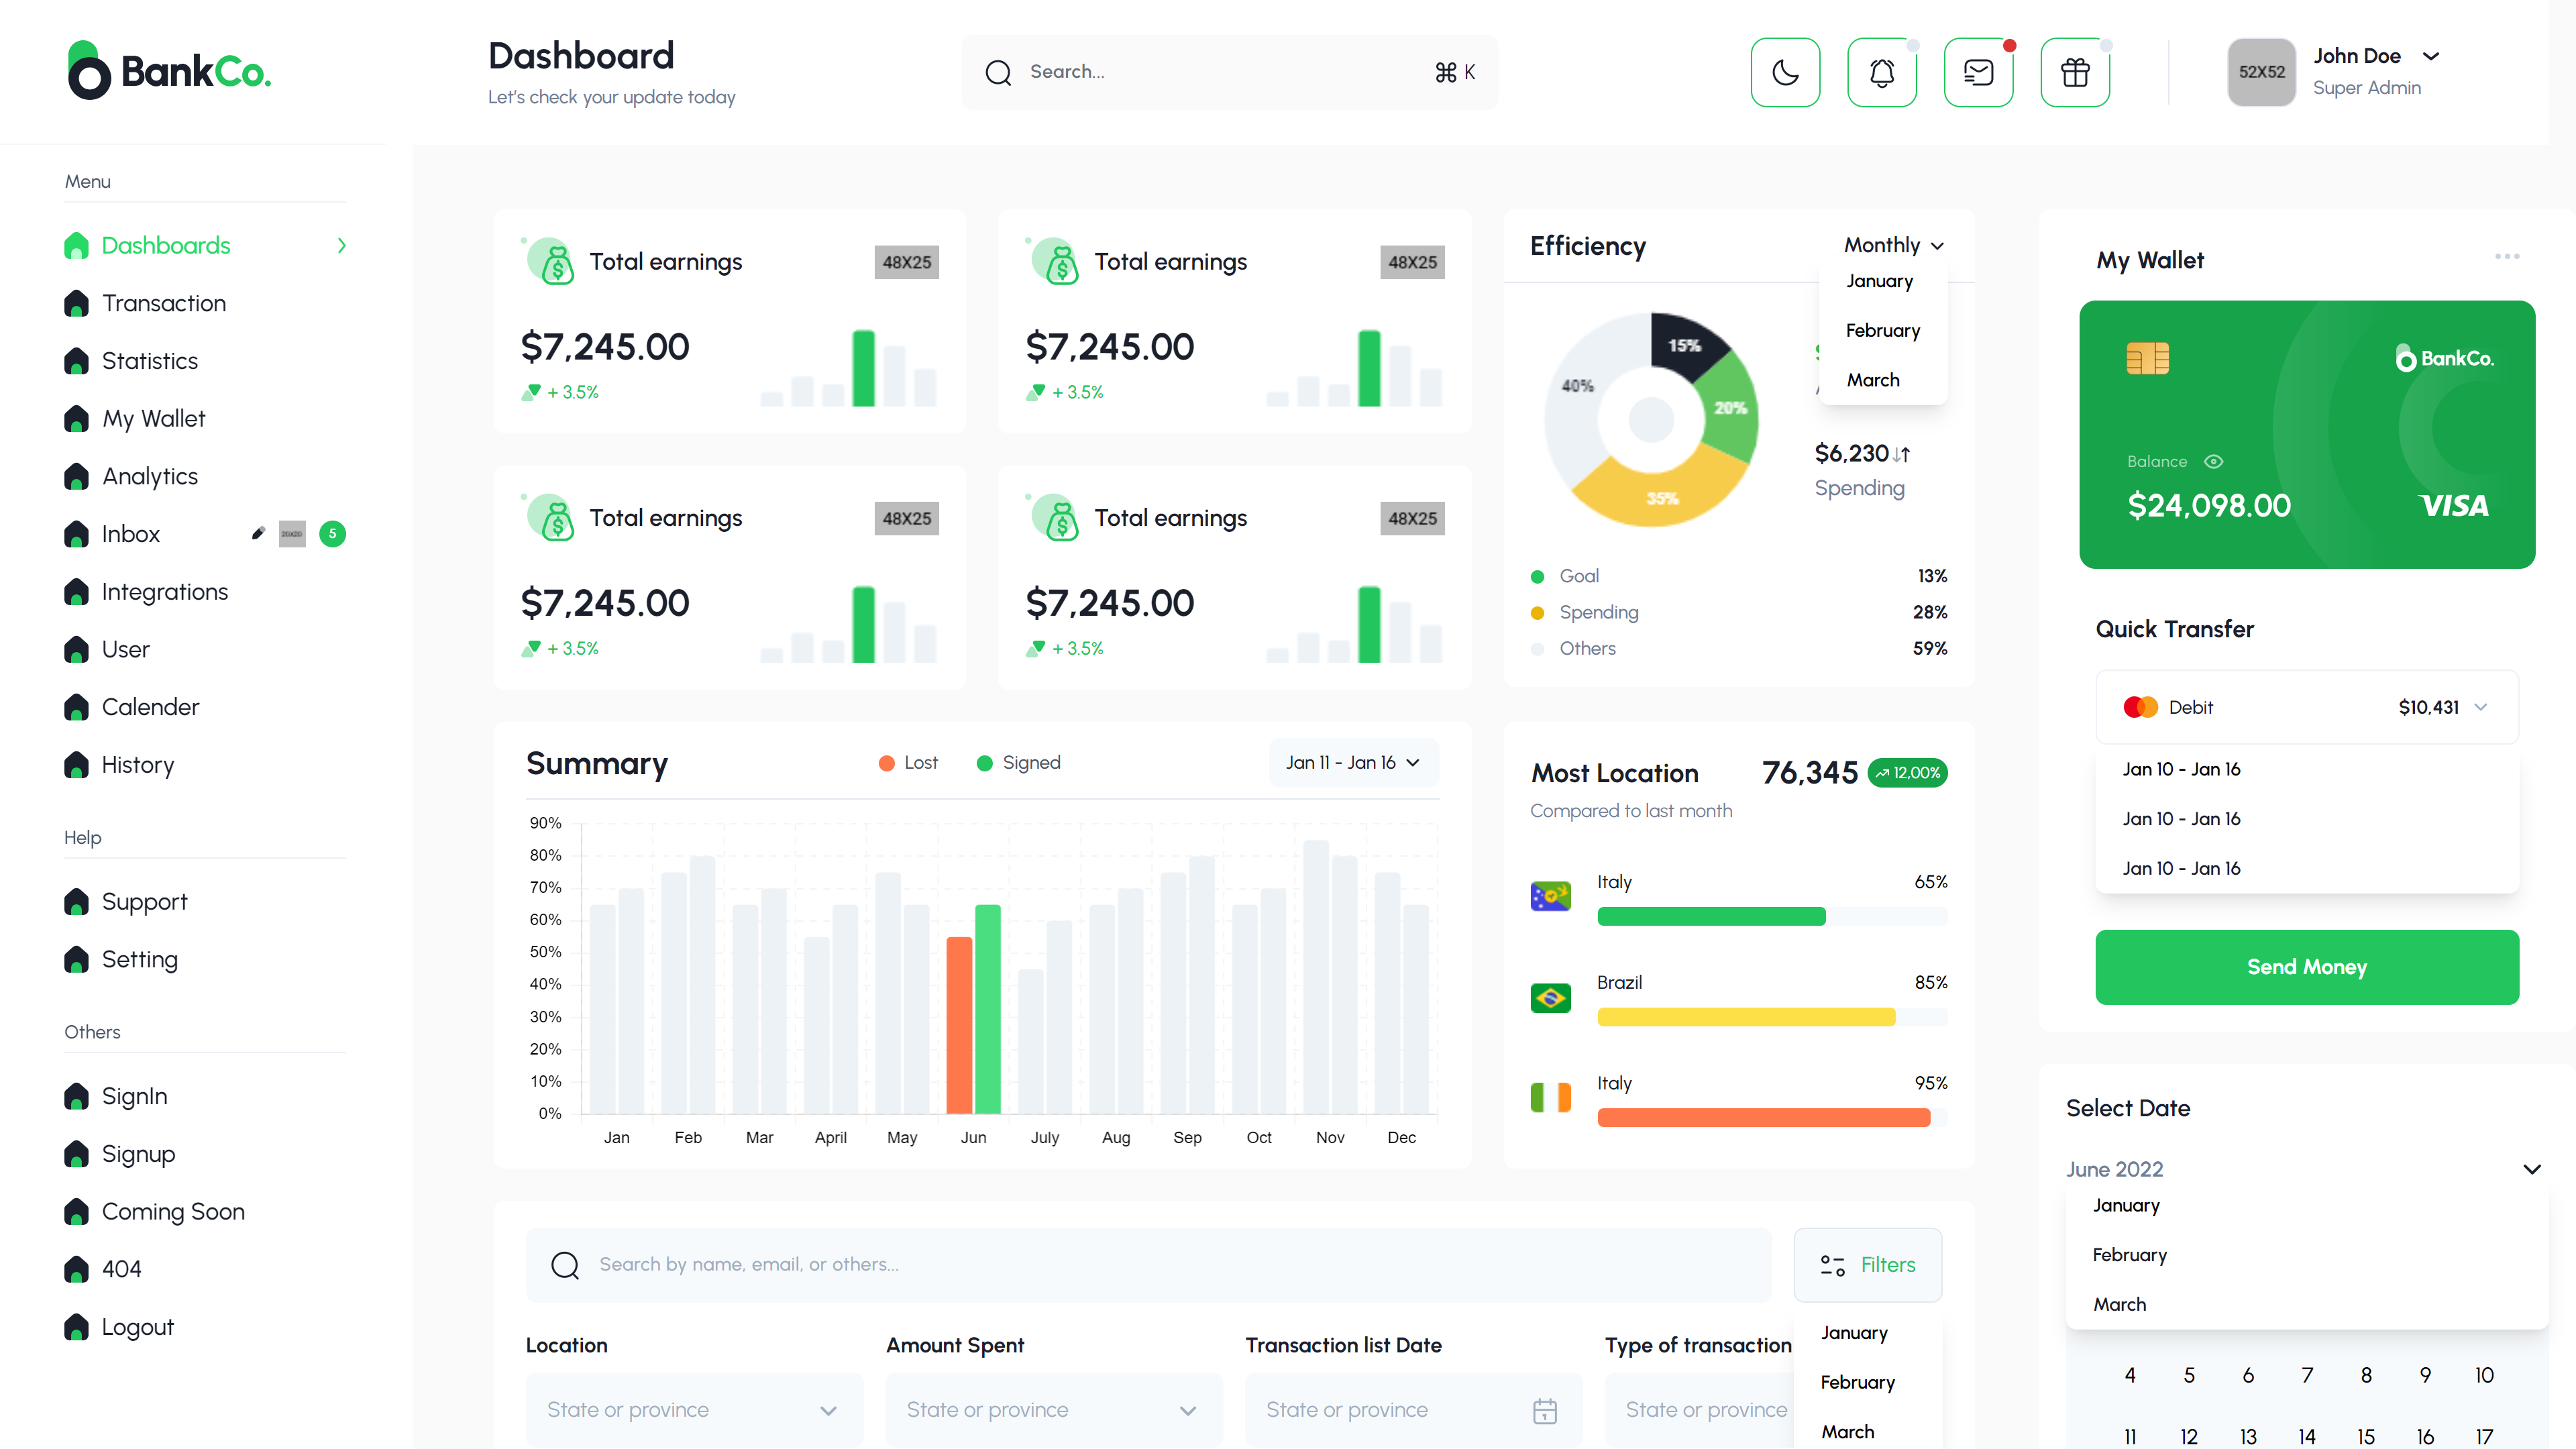 BankCo.
Dashboard
Let's check your update today
Search...
⌘ K
52X52
John Doe
Super Admin
Menu
Dashboards
Transaction
Statistics
My Wallet
Analytics
Inbox
20X20
5
Integrations
User
Calender
History
Help
Support
Setting
Others
SignIn
Signup
Coming Soon
404
Logout
Total earnings
48X25
$7,245.00
+ 3.5%
Total earnings
48X25
$7,245.00
+ 3.5%
Total earnings
48X25
$7,245.00
+ 3.5%
Total earnings
48X25
$7,245.00
+ 3.5%
Efficiency
Monthly
January
February
March
15%
20%
35%
40%
$6,230
Spending
Goal 13%
Spending 28%
Others 59%
Summary
Lost
Signed
Jan 11 - Jan 16
90%
80%
70%
60%
50%
40%
30%
20%
10%
0%
Jan Feb Mar April May Jun July Aug Sep Oct Nov Dec
Most Location
76,345
12,00%
Compared to last month
Italy 65%
Brazil 85%
Italy 95%
Search by name, email, or others...
Filters
January
February
March
Location
State or province
Amount Spent
State or province
Transaction list Date
State or province
Type of transaction
State or province
My Wallet
BankCo.
Balance
$24,098.00
VISA
Quick Transfer
Debit $10,431
Jan 10 - Jan 16
Jan 10 - Jan 16
Jan 10 - Jan 16
Send Money
Select Date
June 2022
January
February
March
4 5 6 7 8 9 10
11 12 13 14 15 16 17